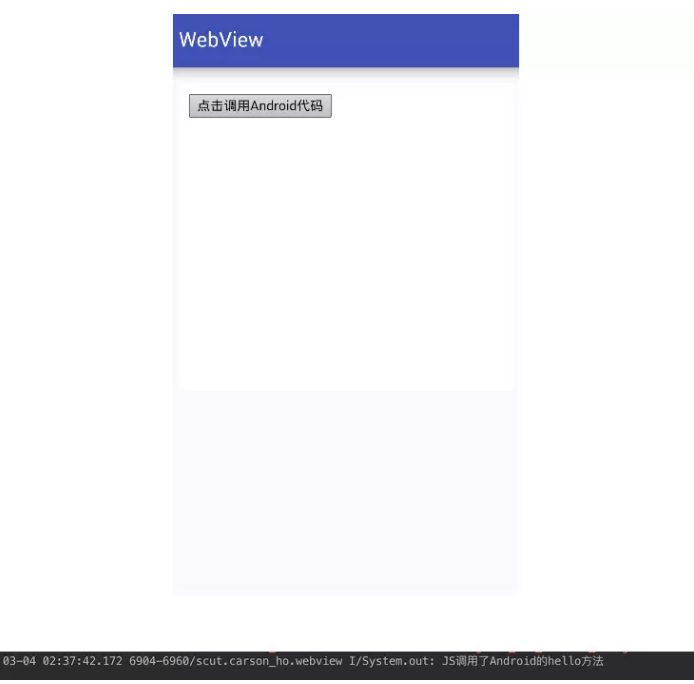 WebView
点击调用Android代码
03-04 02:37:42.172 6904-6960/scut.carson_ho.webview I/System.out: JS调用了Android的hello方法